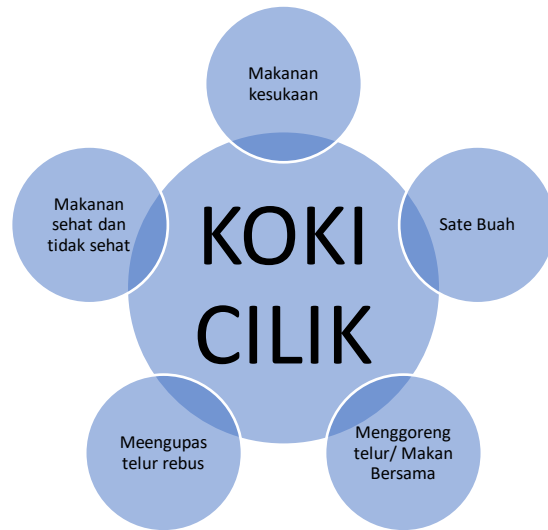 Makanan
kesukaan
Makanan
sehat dan
tidak sehat
KOKI
CILIK
Sate Buah
Meengupas
telur rebus
Menggoreng
telur/ Makan
Bersama